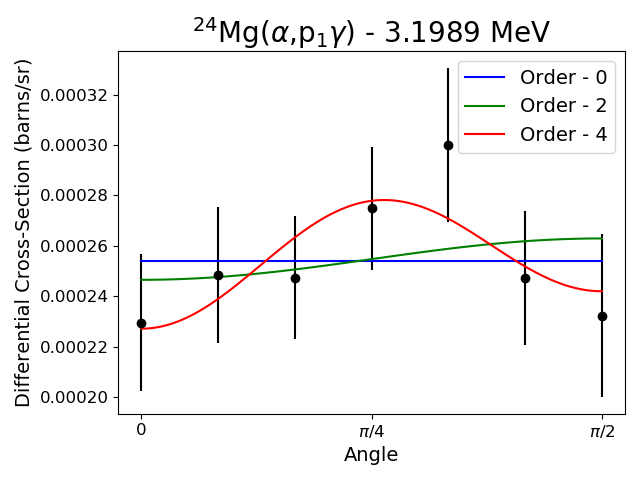 ²⁴Mg(α,p₁γ) - 3.1989 MeV
Differential Cross-Section (barns/sr)
0.00032
0.00030
0.00028
0.00026
0.00024
0.00022
0.00020
Order - 0
Order - 2
Order - 4
0
π/4
π/2
Angle